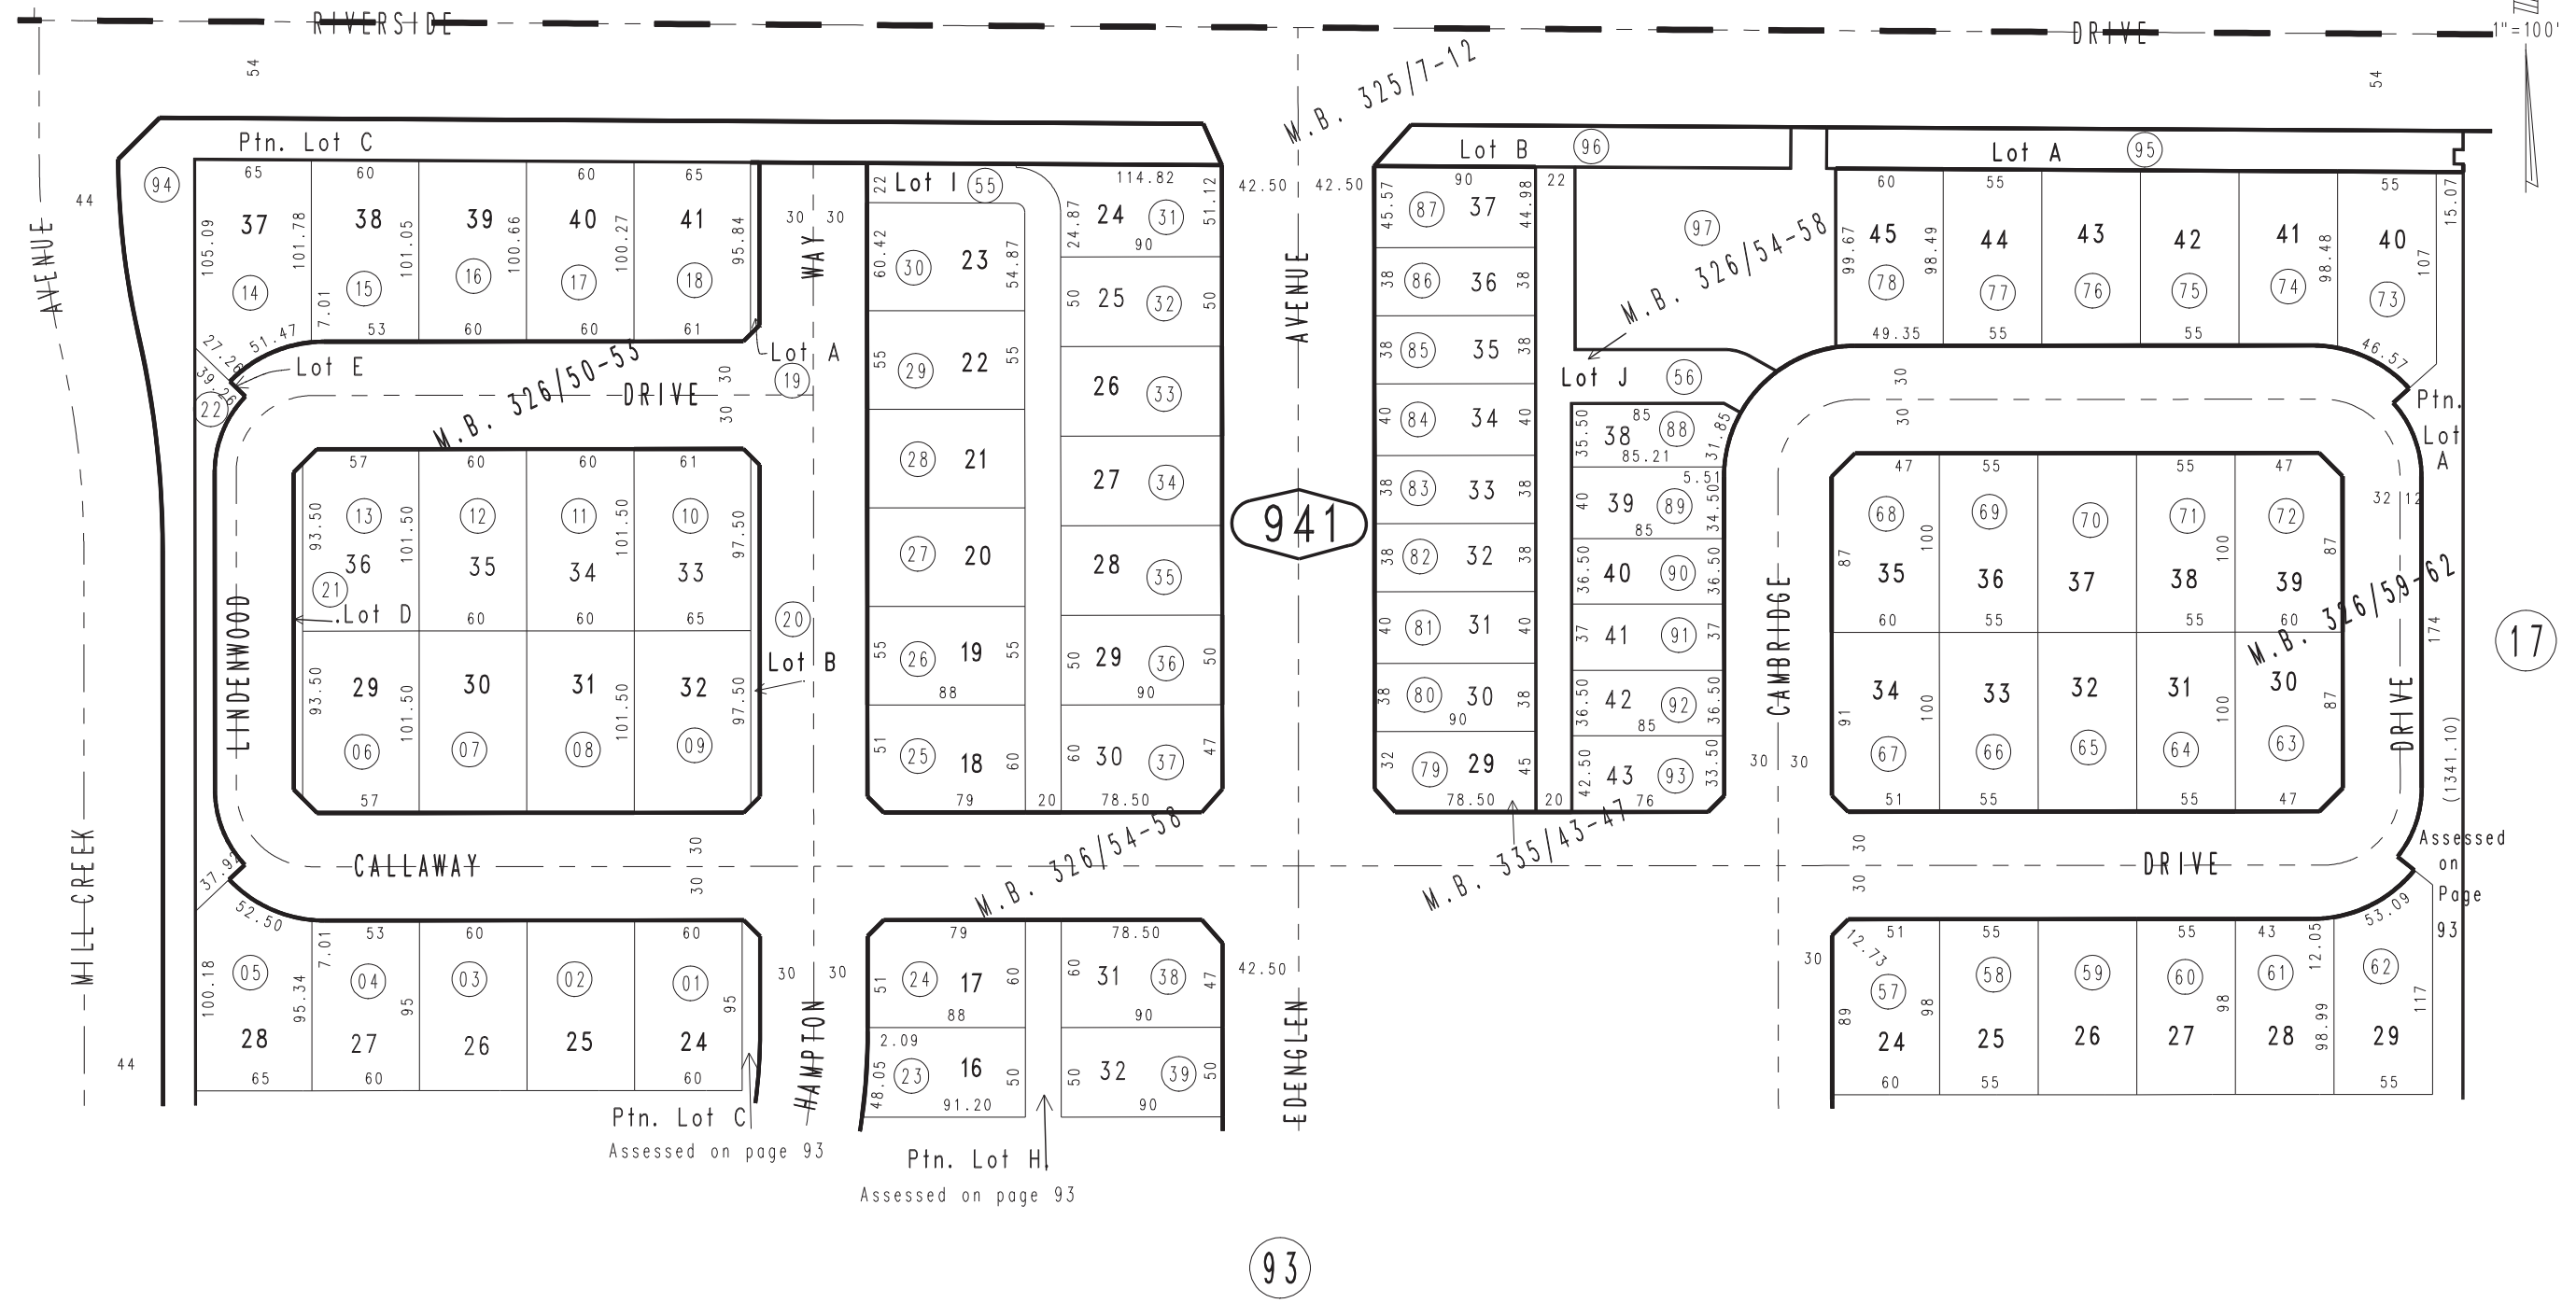 RIVERSIDE DRIVE
1"=100'
54 54
M.B. 325/7-12
Ptn. Lot C
Lot B 96
Lot A 95
94
44
AVENUE
65 60 60 65
105.09 37 101.78 38 101.05 39 100.66 40 100.27 41 95.84
14 15 16 17 18
7.01
27.26 51.47 53 60 60 61
Lot E
39.26
22
Lot A
19
M.B. 326/50-53
DRIVE
30
30
30 30
WAY
22 Lot I 55
114.82
24.87 24 31 51.12
90
60.42 30 23 54.87
50 25 32 50
55 29 22 55
26 33
28 21
27 34
27 20
28 35
55 26 19 55
88
50 29 36 50
90
51 25 18 60
60 30 37 47
79 20 78.50
42.50 42.50
AVENUE
941
90 22
45.57 87 37 44.98
38 86 36 38
38 85 35 38
40 84 34 40
38 83 33 38
38 82 32 38
40 81 31 40
38 80 30 38
90
32 79 29 45
78.50 20 76
97
M.B. 326/54-58
Lot J 56
85
35.50 38 88 31.85
85.21
5.51
40 39 89 34.50
85
36.50 40 90 36.50
37 41 91 37
36.50 42 92 36.50
85
42.50 43 93 33.50
60 55 55
99.67 45 98.49 44 43 42 41 98.48 40 107
15.07
78 77 76 75 74 73
49.35 55 55 46.57
30
30
Ptn.
Lot
A
32 12
57 60 60 61
93.50 13 101.50 12 11 101.50 10 97.50
36 35 34 33
21
Lot D
60 60 65
20
Lot B
93.50 29 101.50 30 31 101.50 32 97.50
06 07 08 09
57
LINDENWOOD
47 55 55 47
68 69 70 71 72
87 100 100 87
35 36 37 38 39
60 55 55 60
M.B. 326/59-62
174
17
34 33 32 31 30
91 100 100 87
67 66 65 64 63
51 55 55 47
CAMBRIDGE
30 30
DRIVE
(1341.10)
MILL CREEK
CALLAWAY
30
30
M.B. 326/54-58
M.B. 335/43-47
DRIVE
30
30
Assessed
on
Page
93
52.50 53 60 60
7.01
05 04 03 02 01
100.18 95.34 95 95
28 27 26 25 24
65 60 60
44
30 30
HAMPTON
79 78.50
51 24 17 60
60 31 38 47
88 90
2.09
48.05 23 16 50
50 32 39 50
91.20 90
42.50
EDENGLEN
30
12.73 51 55 55 43 12.05 53.09
57 58 59 60 61 62
89 98 98 98.99 117
24 25 26 27 28 29
60 55 55
Ptn. Lot C
Assessed on page 93
Ptn. Lot H
Assessed on page 93
93